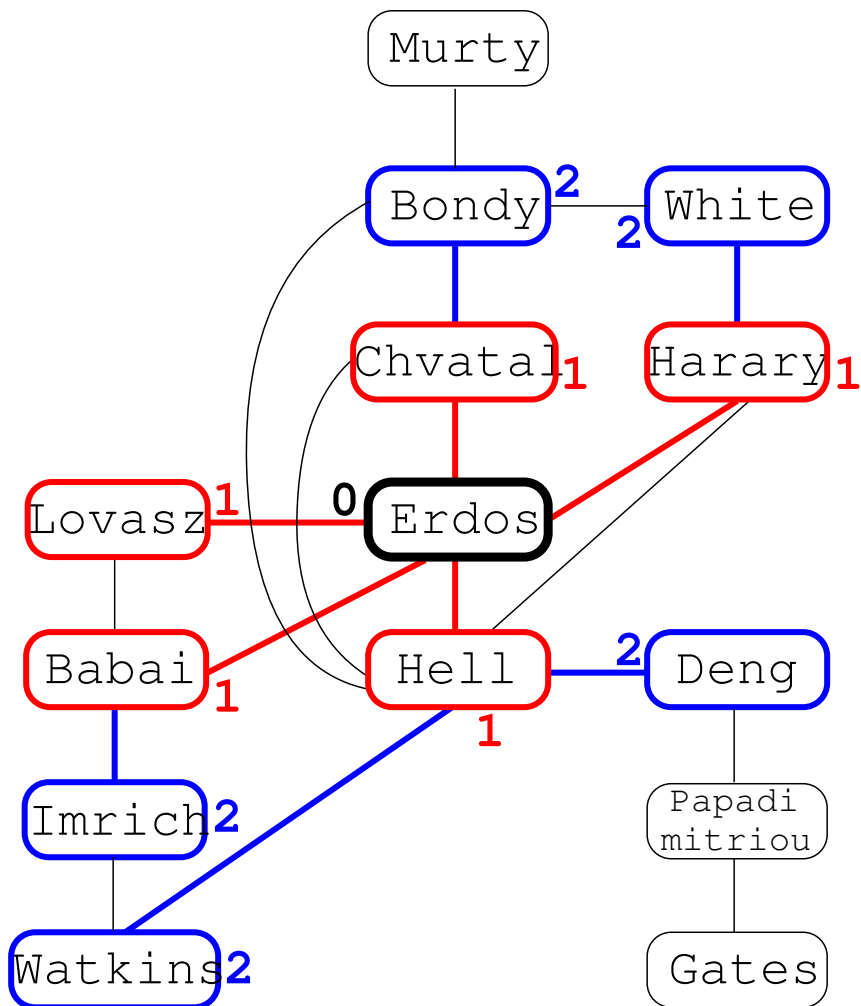 Murty
2
Bondy
White
2
Chvatal
1
Harary
1
1
0
Lovasz
Erdos
2
Babai
Hell
Deng
1
1
Papadi
mitriou
Imrich
2
Watkins
2
Gates